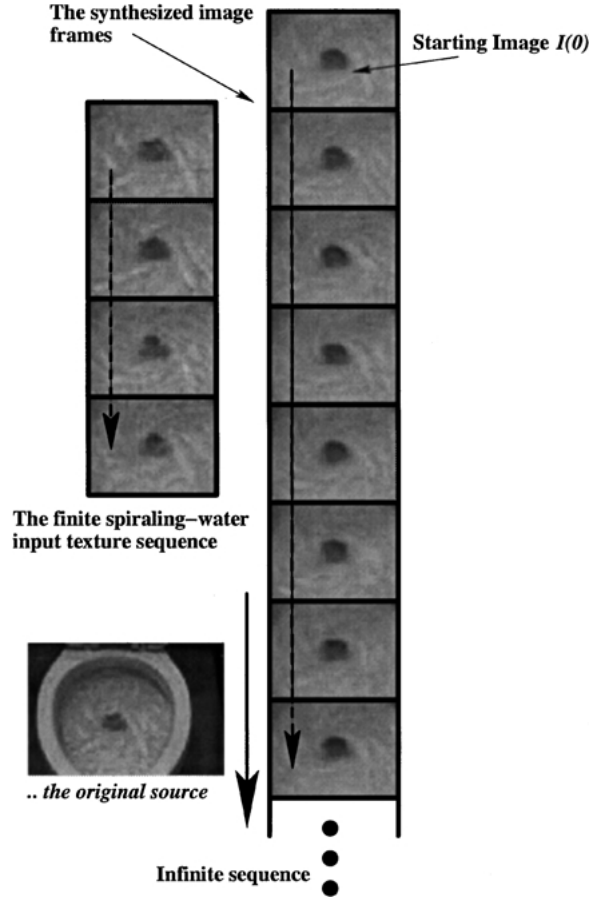 The synthesized image
frames
Starting Image I(0)
The finite spiraling–water
input texture sequence
.. the original source
Infinite sequence